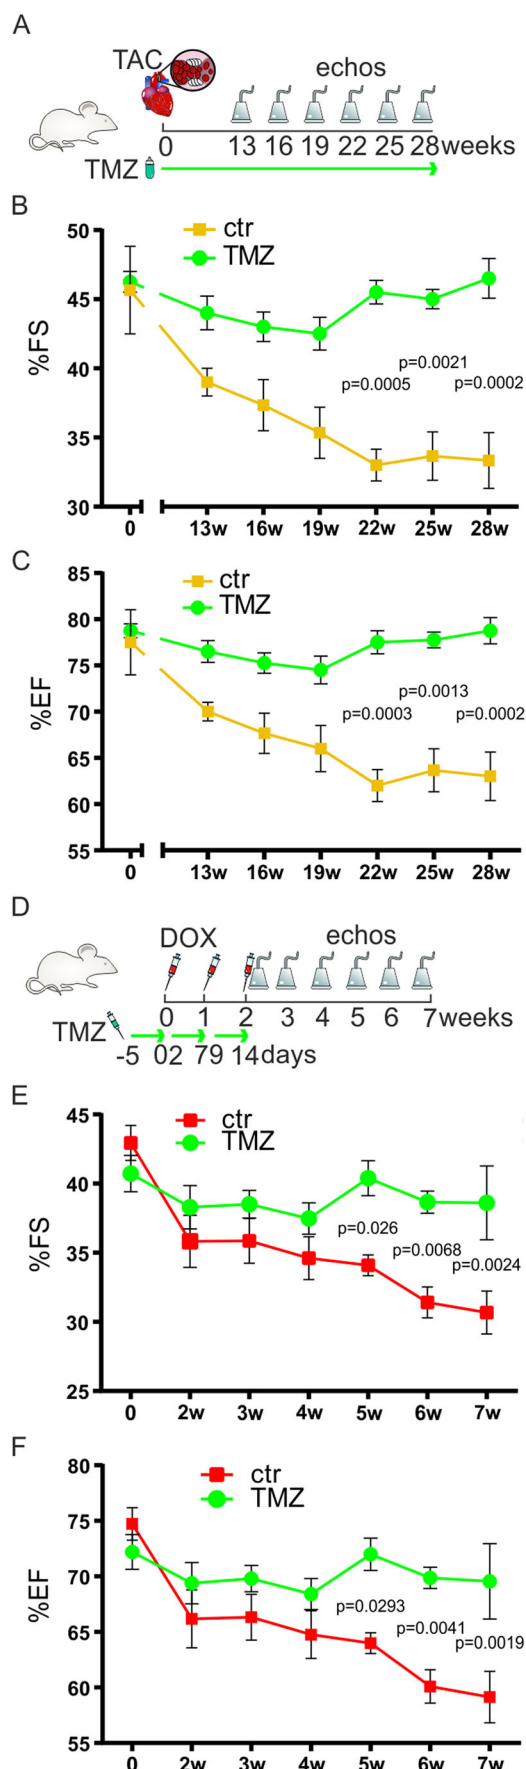 A
TAC
echos
0 13 16 19 22 25 28 weeks
TMZ
B
ctr
TMZ
%FS
50
45
40
35
30
p=0.0021
p=0.0005
p=0.0002
0 13w 16w 19w 22w 25w 28w
C
ctr
TMZ
%EF
85
80
75
70
65
60
55
p=0.0013
p=0.0003
p=0.0002
0 13w 16w 19w 22w 25w 28w
D
DOX
echos
0 1 2 3 4 5 6 7 weeks
TMZ
-5 02 79 14 days
E
ctr
TMZ
%FS
45
40
35
30
25
p=0.026
p=0.0068
p=0.0024
0 2w 3w 4w 5w 6w 7w
F
ctr
TMZ
%EF
80
75
70
65
60
55
p=0.0293
p=0.0041
p=0.0019
0 2w 3w 4w 5w 6w 7w